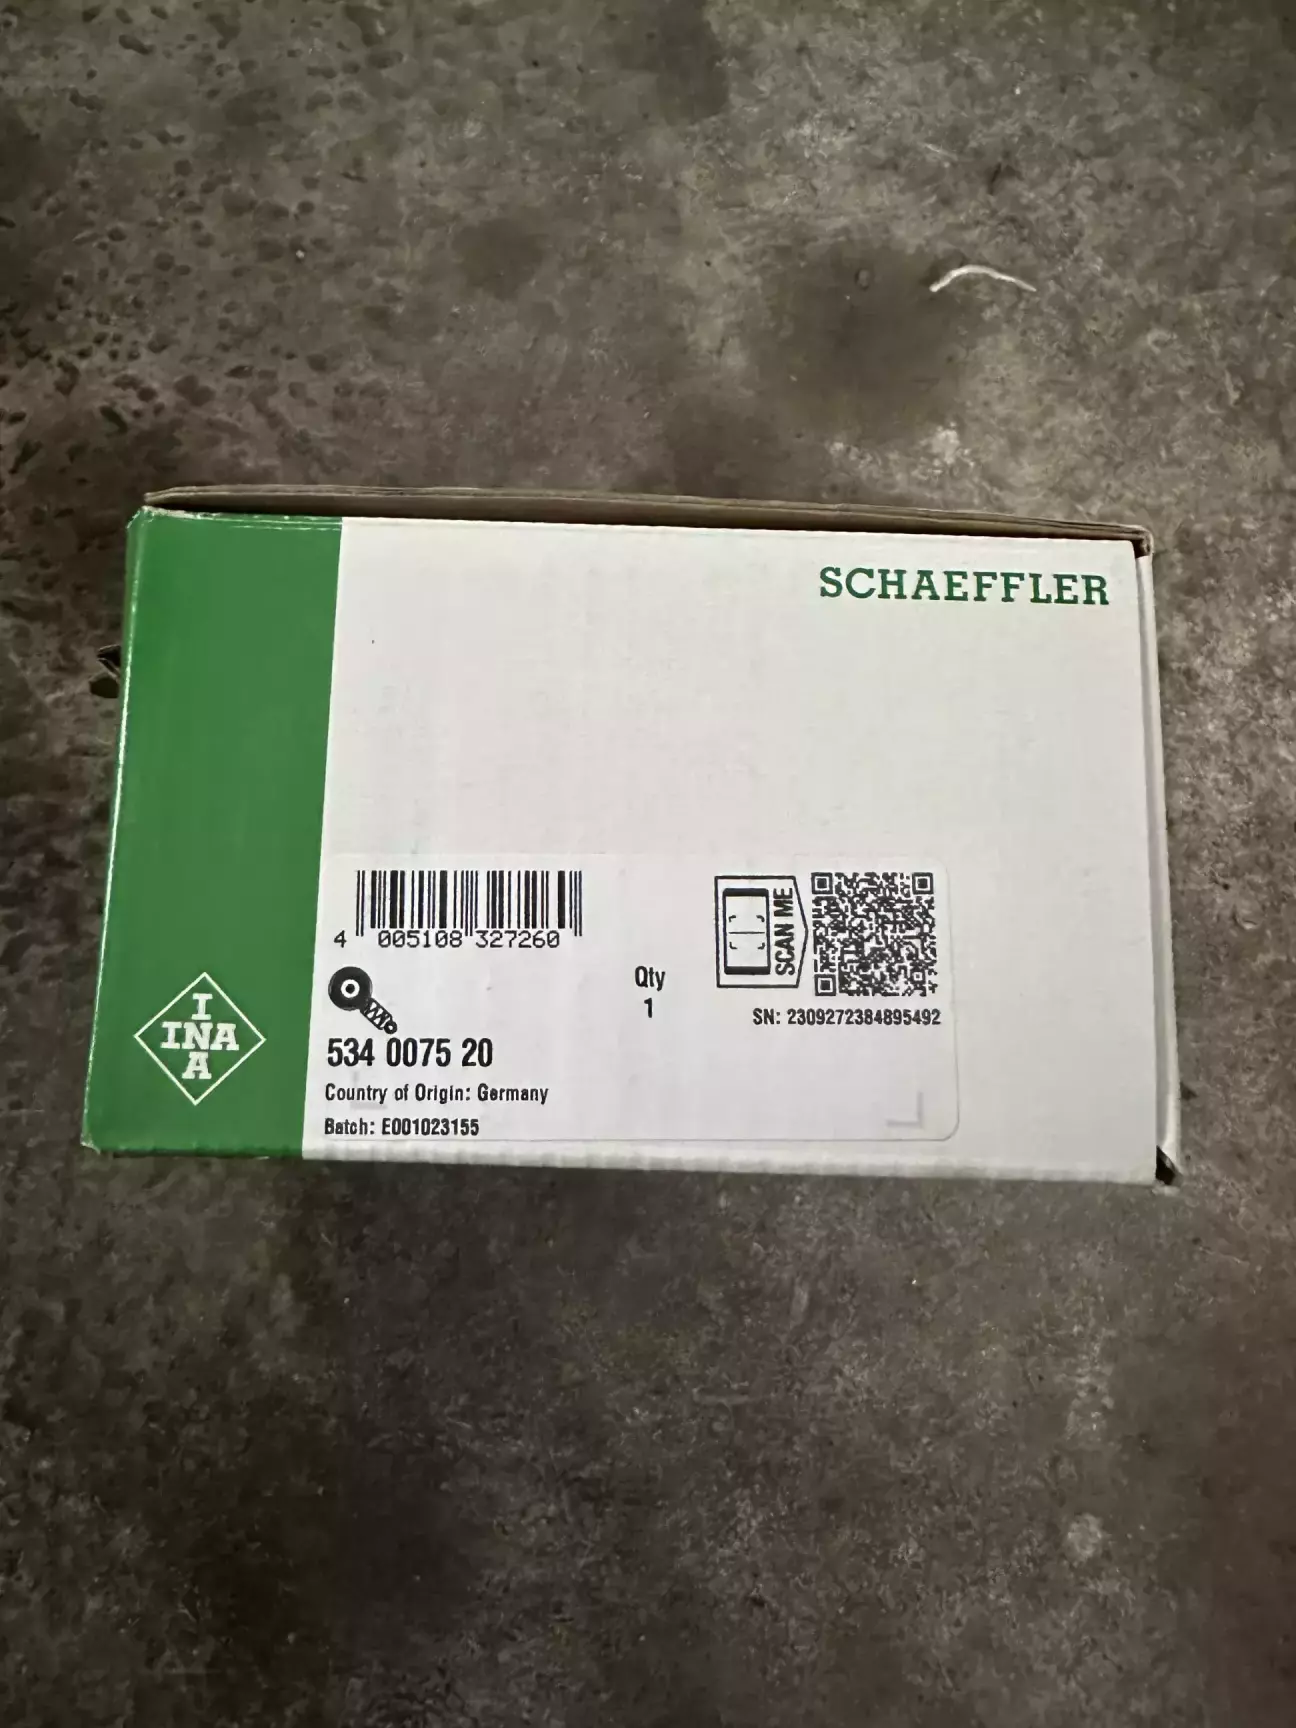 SCHAEFFLER
4 005108 327260
SCAN ME
Qty
1
SN: 2309272384895492
I
INA
A
534 0075 20
Country of Origin: Germany
Batch: E001023155